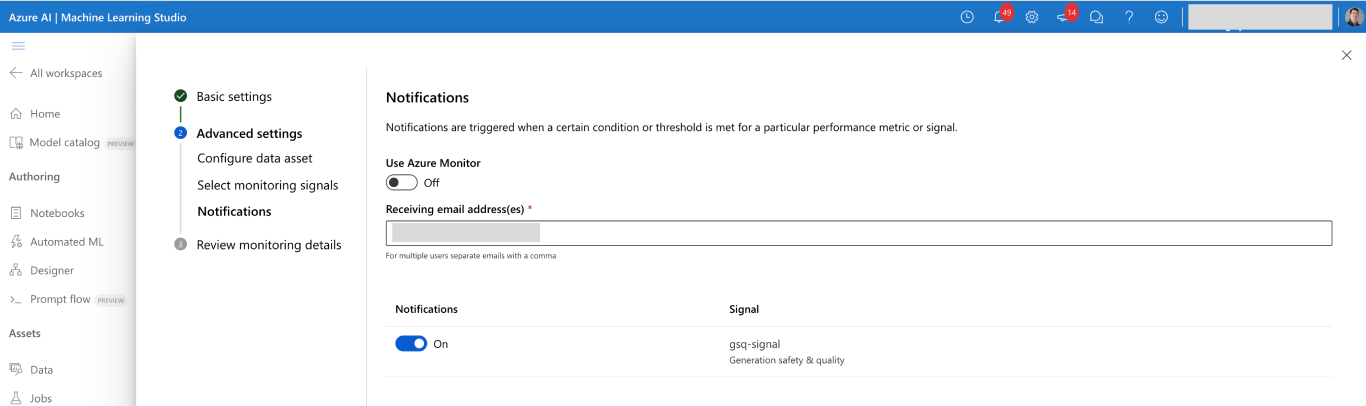 Azure AI | Machine Learning Studio
49
14
All workspaces
Home
Model catalog PREVIEW
Authoring
Notebooks
Automated ML
Designer
Prompt flow PREVIEW
Assets
Data
Jobs
Basic settings
2 Advanced settings
Configure data asset
Select monitoring signals
Notifications
3 Review monitoring details
Notifications
Notifications are triggered when a certain condition or threshold is met for a particular performance metric or signal.
Use Azure Monitor
Off
Receiving email address(es) *
For multiple users separate emails with a comma
Notifications Signal
On gsq-signal
Generation safety & quality